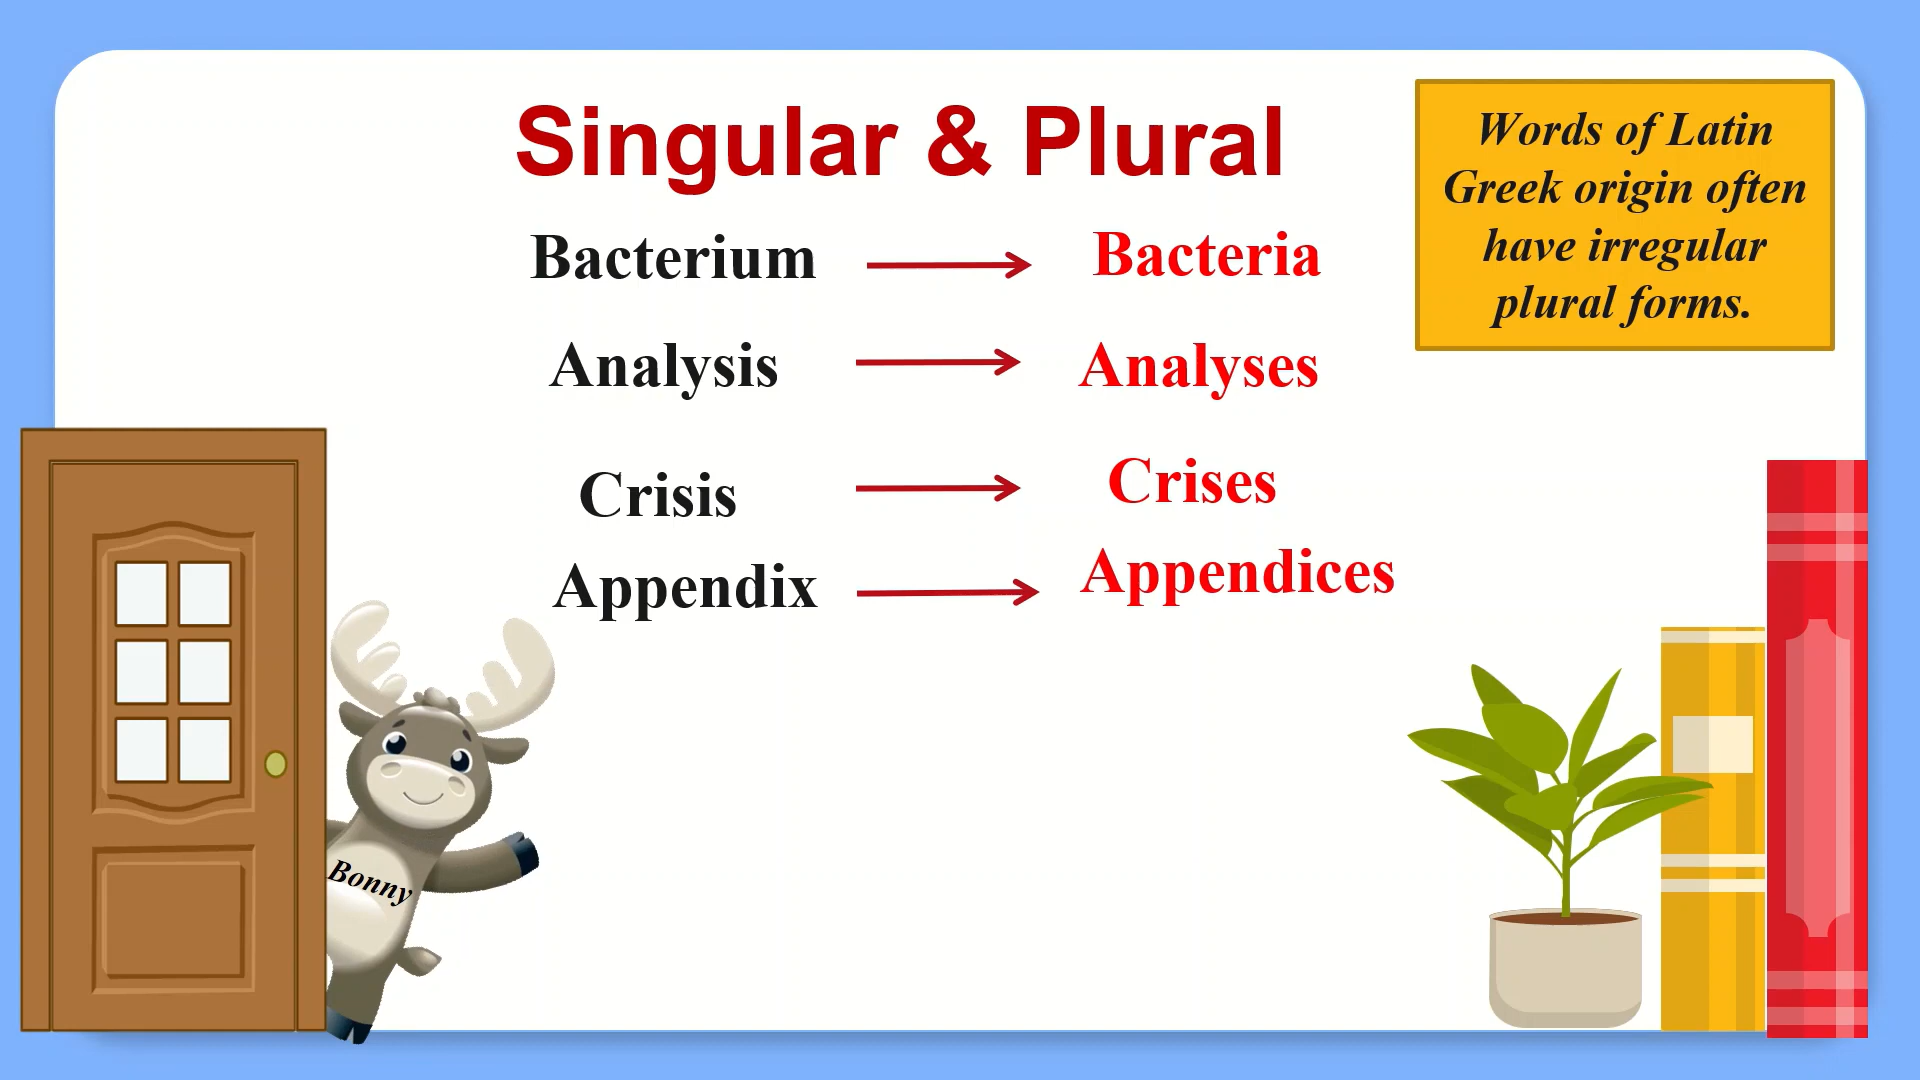 Singular & Plural
Words of Latin
Greek origin often
have irregular
plural forms.
Bacterium
Bacteria
Analysis
Analyses
Crisis
Crises
Appendix
Appendices
Bonny